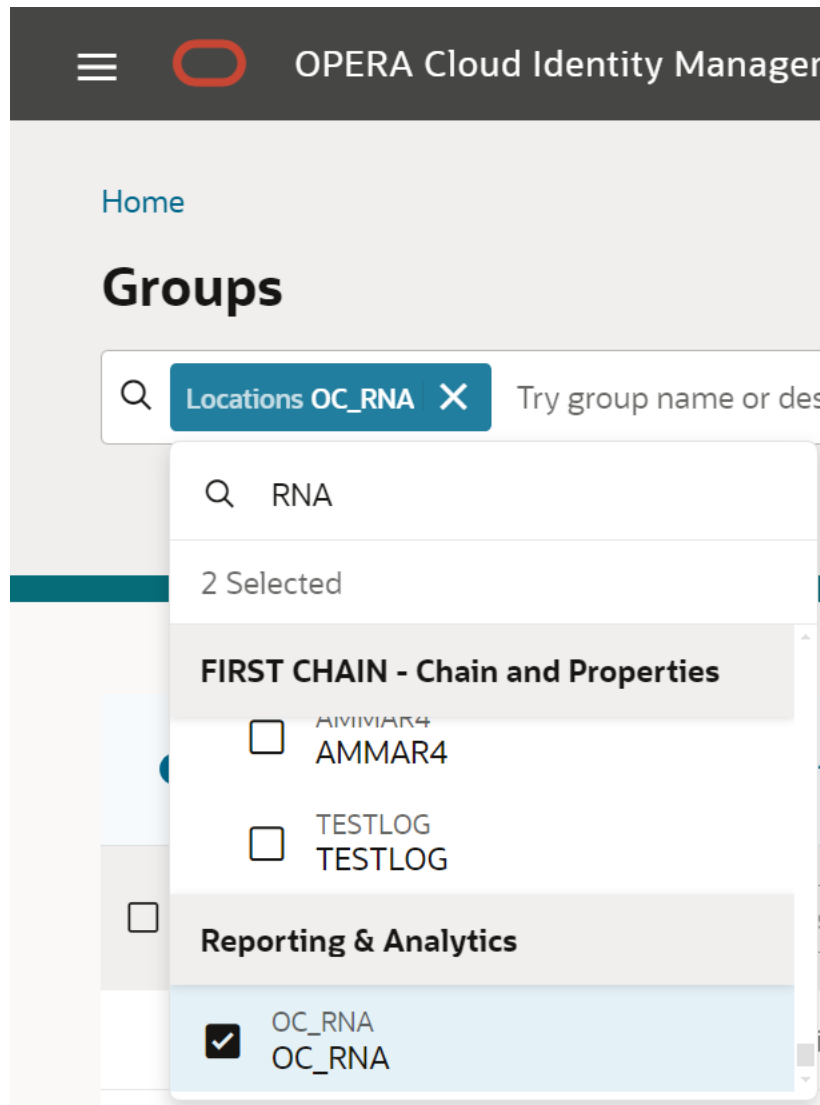 OPERA Cloud Identity Manager
Home
Groups
Locations OC_RNA
Try group name or des
RNA
2 Selected
FIRST CHAIN - Chain and Properties
AMMAR4
AMMAR4
TESTLOG
TESTLOG
Reporting & Analytics
OC_RNA
OC_RNA